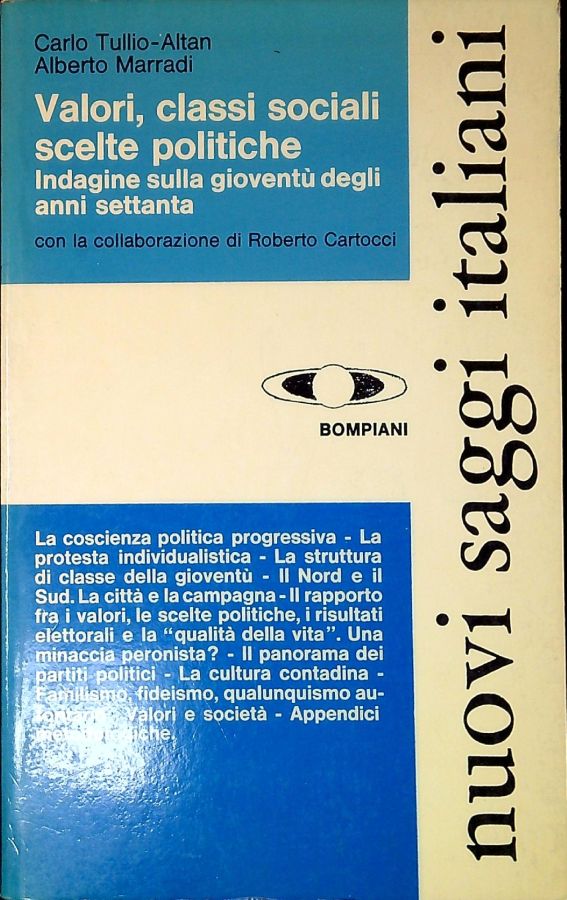 Carlo Tullio-Altan
Alberto Marradi
Valori, classi sociali
scelte politiche
Indagine sulla gioventù degli
anni settanta
con la collaborazione di Roberto Cartocci
BOMPIANI
La coscienza politica progressiva - La
protesta individualistica - La struttura
di classe della gioventù - Il Nord e il
Sud. La città e la campagna - Il rapporto
fra i valori, le scelte politiche, i risultati
elettorali e la "qualità della vita". Una
minaccia peronista? - Il panorama dei
partiti politici - La cultura contadina -
Familismo, fideismo, qualunquismo au-
valori e società - Appendici
nuovi saggi italiani